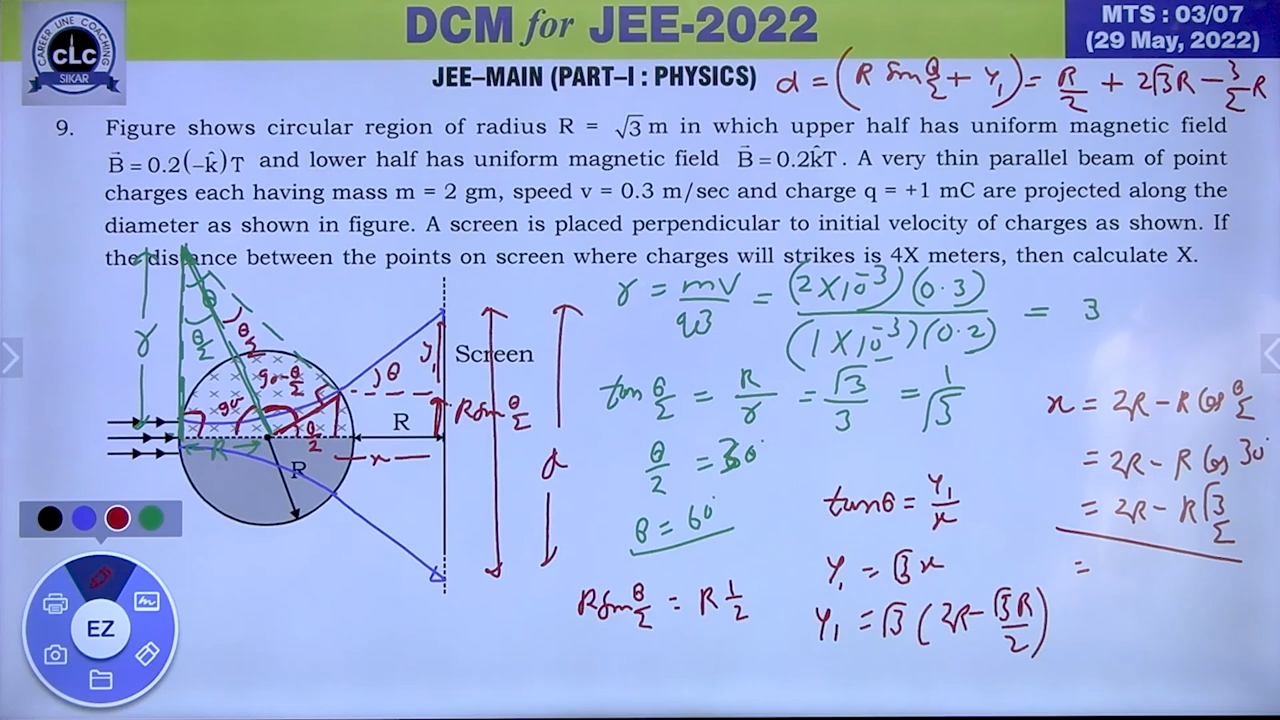 DCM for JEE-2022
MTS : 03/07
(29 May, 2022)
CAREER LINE COACHING
CLC
SIKAR
JEE–MAIN (PART–I : PHYSICS)
d = (R Sin θ/2 + Y₁) = R/2 + 2√3R − 3/2 R
9. Figure shows circular region of radius R = √3 m in which upper half has uniform magnetic field
B⃗ = 0.2(−k̂)T and lower half has uniform magnetic field B⃗ = 0.2k̂T. A very thin parallel beam of point
charges each having mass m = 2 gm, speed v = 0.3 m/sec and charge q = +1 mC are projected along the
diameter as shown in figure. A screen is placed perpendicular to initial velocity of charges as shown. If
the distance between the points on screen where charges will strikes is 4X meters, then calculate X.
r = mV/qB = (2×10⁻³)(0.3)/(1×10⁻³)(0.2) = 3
tan θ/2 = R/r = √3/3 = 1/√3
θ/2 = 30°
θ = 60°
R Sin θ/2 = R 1/2
tanθ = Y₁/x
Y₁ = √3 x
Y₁ = √3 (2R − √3R/2)
x = 2R − R Cos θ/2
= 2R − R Cos 30°
= 2R − R√3/2
=
r
θ
θ/2
θ/2
90−θ/2
90°
θ/2
θ
Y₁
Screen
R
R Sin θ/2
R
x
R
d
EZ